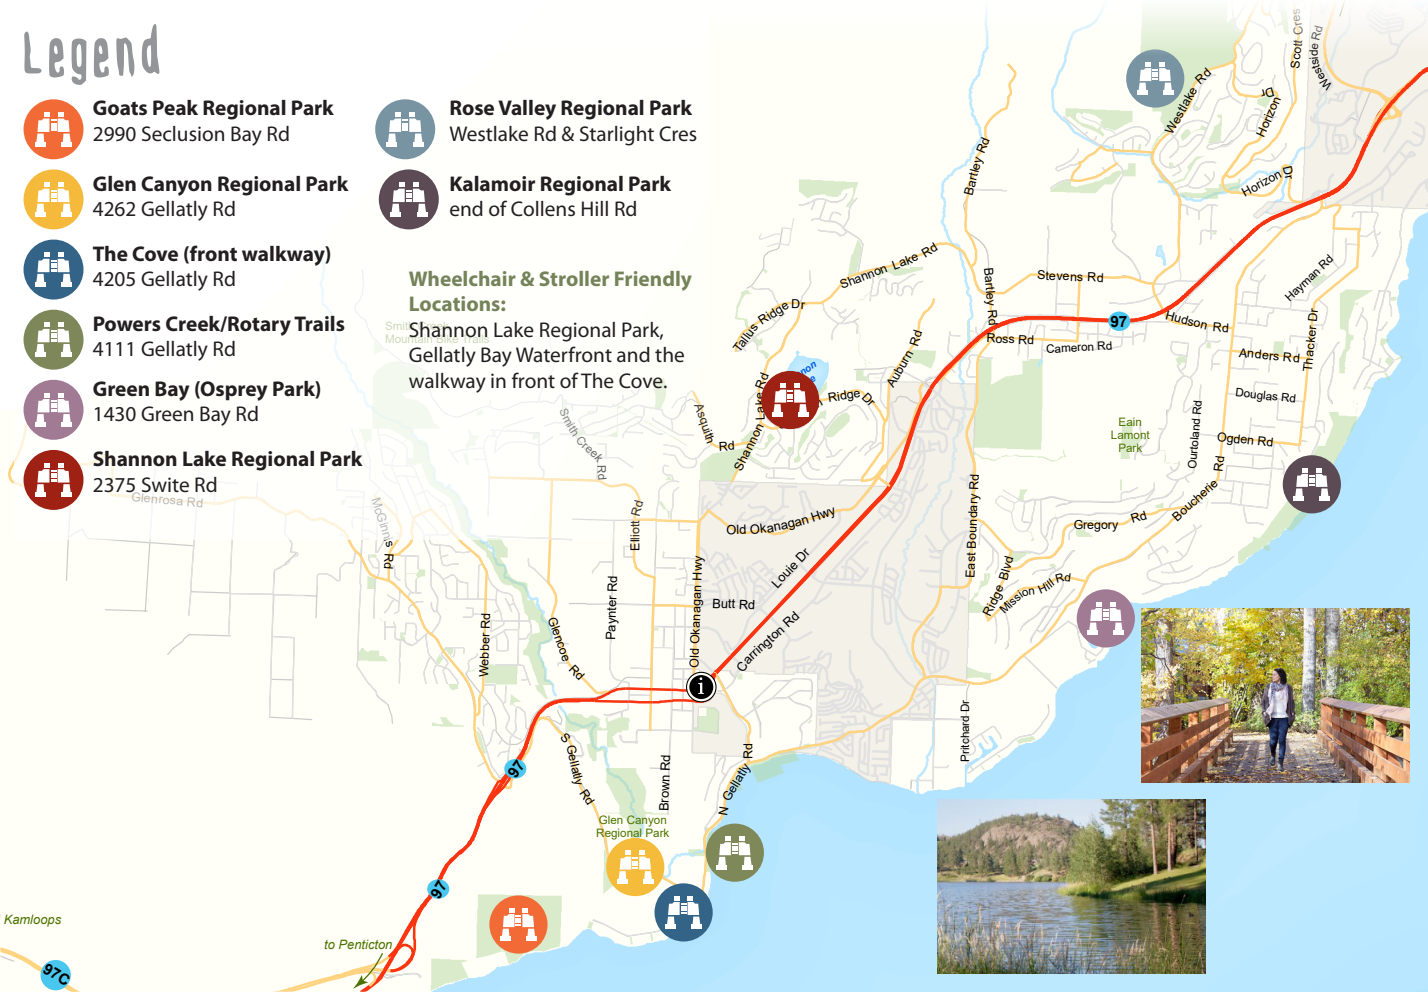 Legend
Goats Peak Regional Park
2990 Seclusion Bay Rd
Glen Canyon Regional Park
4262 Gellatly Rd
The Cove (front walkway)
4205 Gellatly Rd
Powers Creek/Rotary Trails
4111 Gellatly Rd
Green Bay (Osprey Park)
1430 Green Bay Rd
Shannon Lake Regional Park
2375 Swite Rd
Rose Valley Regional Park
Westlake Rd & Starlight Cres
Kalamoir Regional Park
end of Collens Hill Rd
Wheelchair & Stroller Friendly
Locations:
Shannon Lake Regional Park,
Gellatly Bay Waterfront and the
walkway in front of The Cove.
Mountain Bike Trails
Scott Cres
Westside Rd
Westlake Rd
Horizon Dr
Horizon Dr
Bartley Rd
Shannon Lake Rd
Stevens Rd
Hayman Rd
Bartley Rd
Tallus Ridge Dr
97
Hudson Rd
Ross Rd
Cameron Rd
Thacker Dr
Anders Rd
Auburn Rd
Shannon Lake Rd
Ridge Dr
Douglas Rd
Asquith Rd
Smith Creek Rd
Eain
Lamont
Park
Ourtoland Rd
Ogden Rd
Boucherie Rd
Glenrosa Rd
McGinnis Rd
Elliott Rd
Old Okanagan Hwy
East Boundary Rd
Gregory Rd
Louie Dr
Ridge Blvd
Mission Hill Rd
Old Okanagan Hwy
Butt Rd
Paynter Rd
Webber Rd
Glencoe Rd
Carrington Rd
i
Pritchard Dr
97
S Gellatly Rd
Brown Rd
N Gellatly Rd
Glen Canyon
Regional Park
97
Kamloops
to Penticton
97C